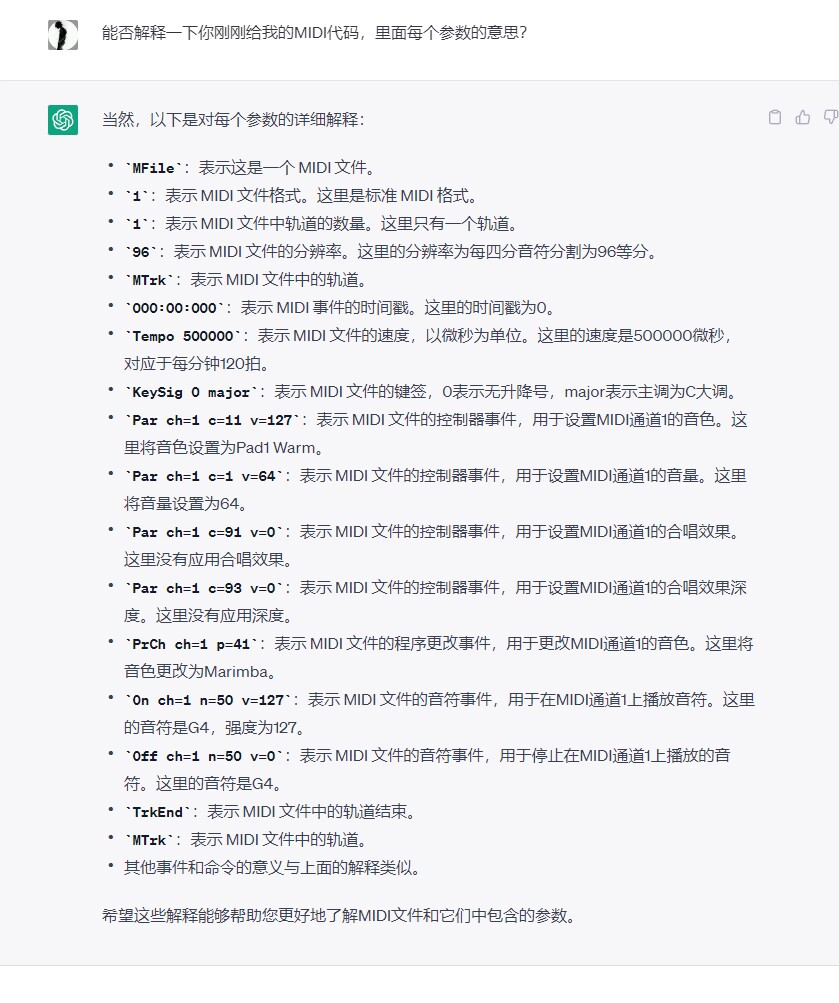 能否解释一下你刚刚给我的MIDI代码，里面每个参数的意思？
当然，以下是对每个参数的详细解释：
• `MFile`：表示这是一个 MIDI 文件。
• `1`：表示 MIDI 文件格式。这里是标准 MIDI 格式。
• `1`：表示 MIDI 文件中轨道的数量。这里只有一个轨道。
• `96`：表示 MIDI 文件的分辨率。这里的分辨率为每四分音符分割为96等分。
• `MTrk`：表示 MIDI 文件中的轨道。
• `000:00:000`：表示 MIDI 事件的时间戳。这里的时间戳为0。
• `Tempo 500000`：表示 MIDI 文件的速度，以微秒为单位。这里的速度是500000微秒，
对应于每分钟120拍。
• `KeySig 0 major`：表示 MIDI 文件的键签，0表示无升降号，major表示主调为C大调。
• `Par ch=1 c=11 v=127`：表示 MIDI 文件的控制器事件，用于设置MIDI通道1的音色。这
里将音色设置为Pad1 Warm。
• `Par ch=1 c=1 v=64`：表示 MIDI 文件的控制器事件，用于设置MIDI通道1的音量。这里
将音量设置为64。
• `Par ch=1 c=91 v=0`：表示 MIDI 文件的控制器事件，用于设置MIDI通道1的合唱效果。
这里没有应用合唱效果。
• `Par ch=1 c=93 v=0`：表示 MIDI 文件的控制器事件，用于设置MIDI通道1的合唱效果深
度。这里没有应用深度。
• `PrCh ch=1 p=41`：表示 MIDI 文件的程序更改事件，用于更改MIDI通道1的音色。这里将
音色更改为Marimba。
• `On ch=1 n=50 v=127`：表示 MIDI 文件的音符事件，用于在MIDI通道1上播放音符。这里
的音符是G4，强度为127。
• `Off ch=1 n=50 v=0`：表示 MIDI 文件的音符事件，用于停止在MIDI通道1上播放的音
符。这里的音符是G4。
• `TrkEnd`：表示 MIDI 文件中的轨道结束。
• `MTrk`：表示 MIDI 文件中的轨道。
• 其他事件和命令的意义与上面的解释类似。
希望这些解释能够帮助您更好地了解MIDI文件和它们中包含的参数。